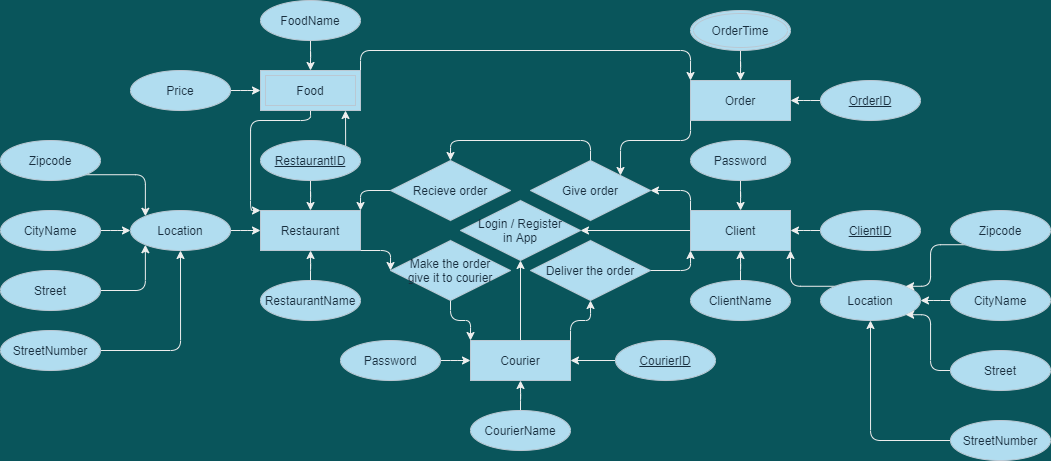 FoodName
OrderTime
Price
Food
Order
OrderID
Zipcode
RestaurantID
Password
Recieve order
Give order
CityName
Location
Restaurant
Login / Register
in App
Client
ClientID
Zipcode
Street
Make the order
give it to courier
Deliver the order
RestaurantName
ClientName
Location
CityName
StreetNumber
Password
Courier
CourierID
Street
CourierName
StreetNumber